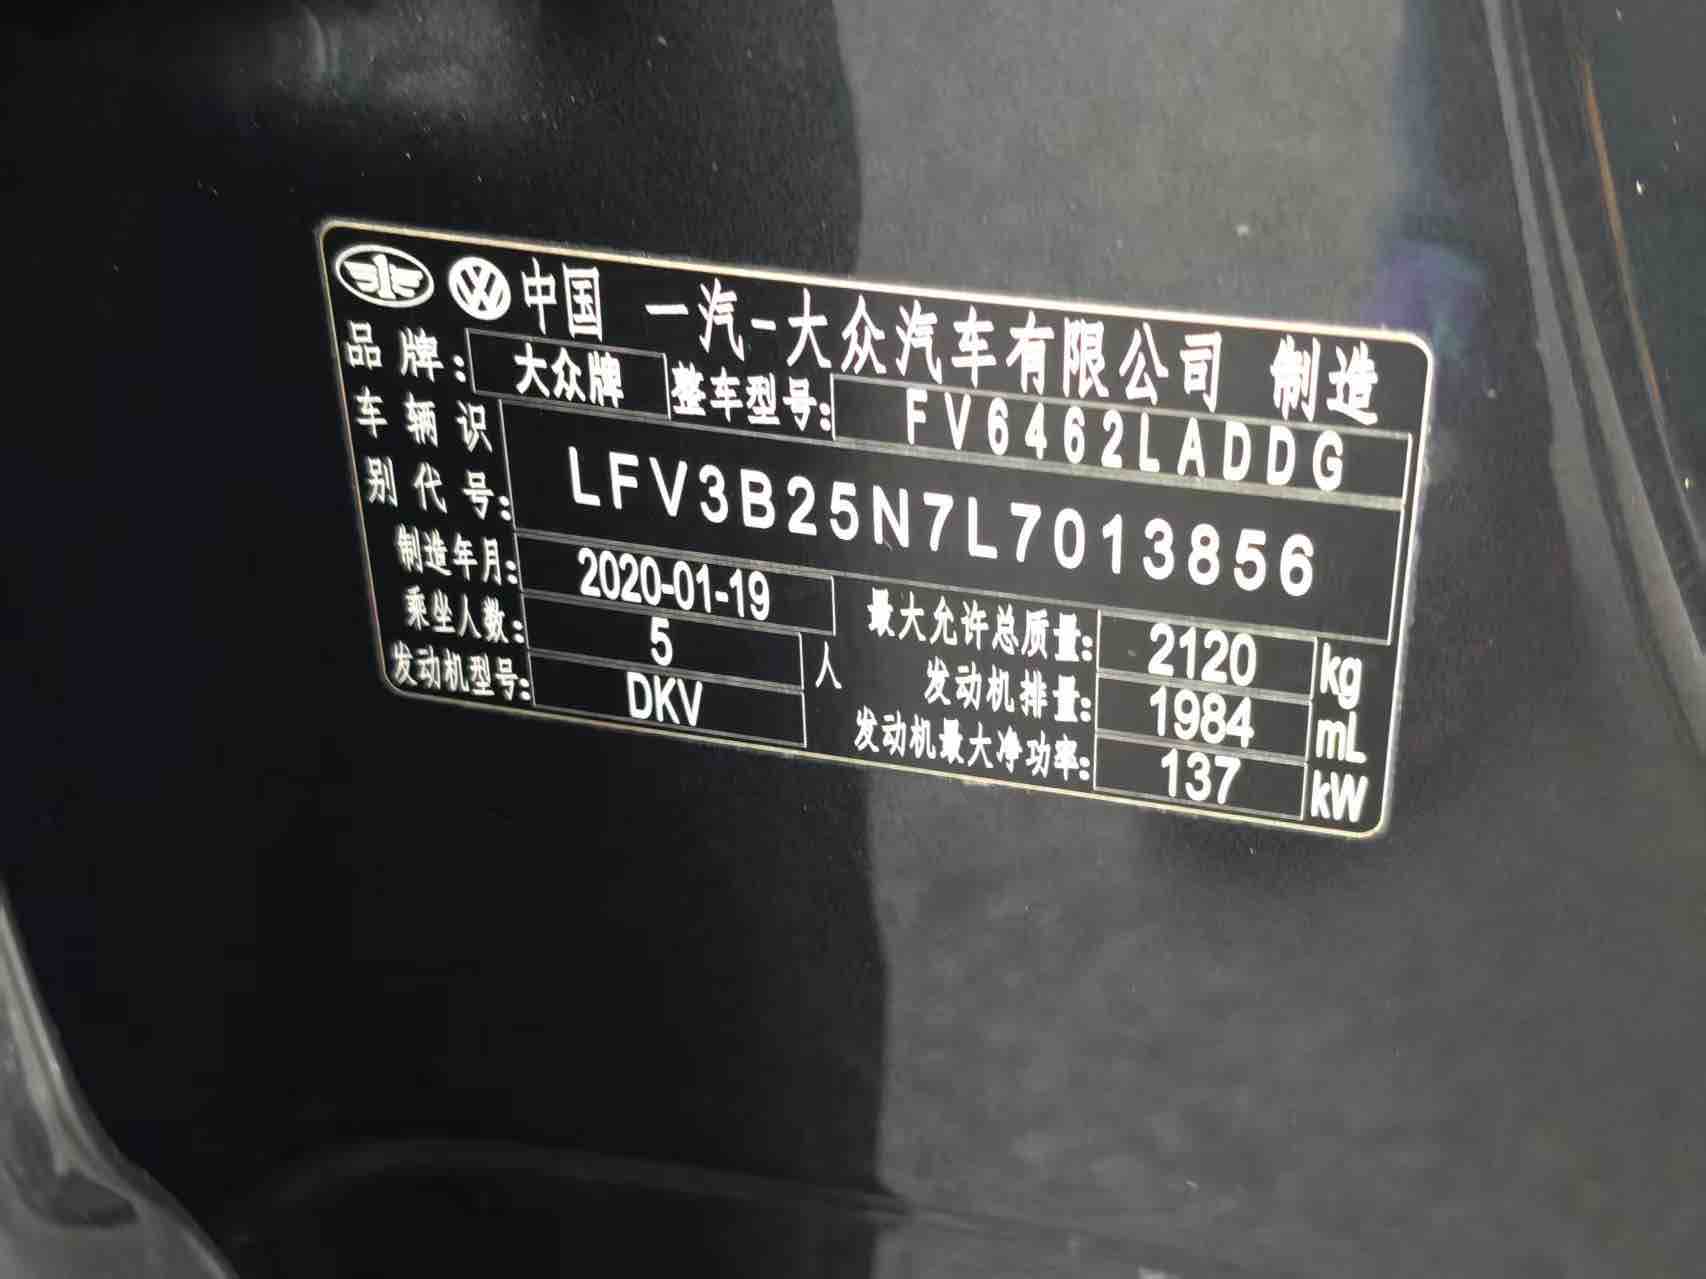 中国 一汽-大众汽车有限公司 制造
品牌: 大众牌 整车型号: FV6462LADDG
车辆识别代号: LFV3B25N7L7013856
制造年月: 2020-01-19 最大允许总质量: 2120 kg
乘坐人数: 5 人 发动机排量: 1984 mL
发动机型号: DKV 发动机最大净功率: 137 kW